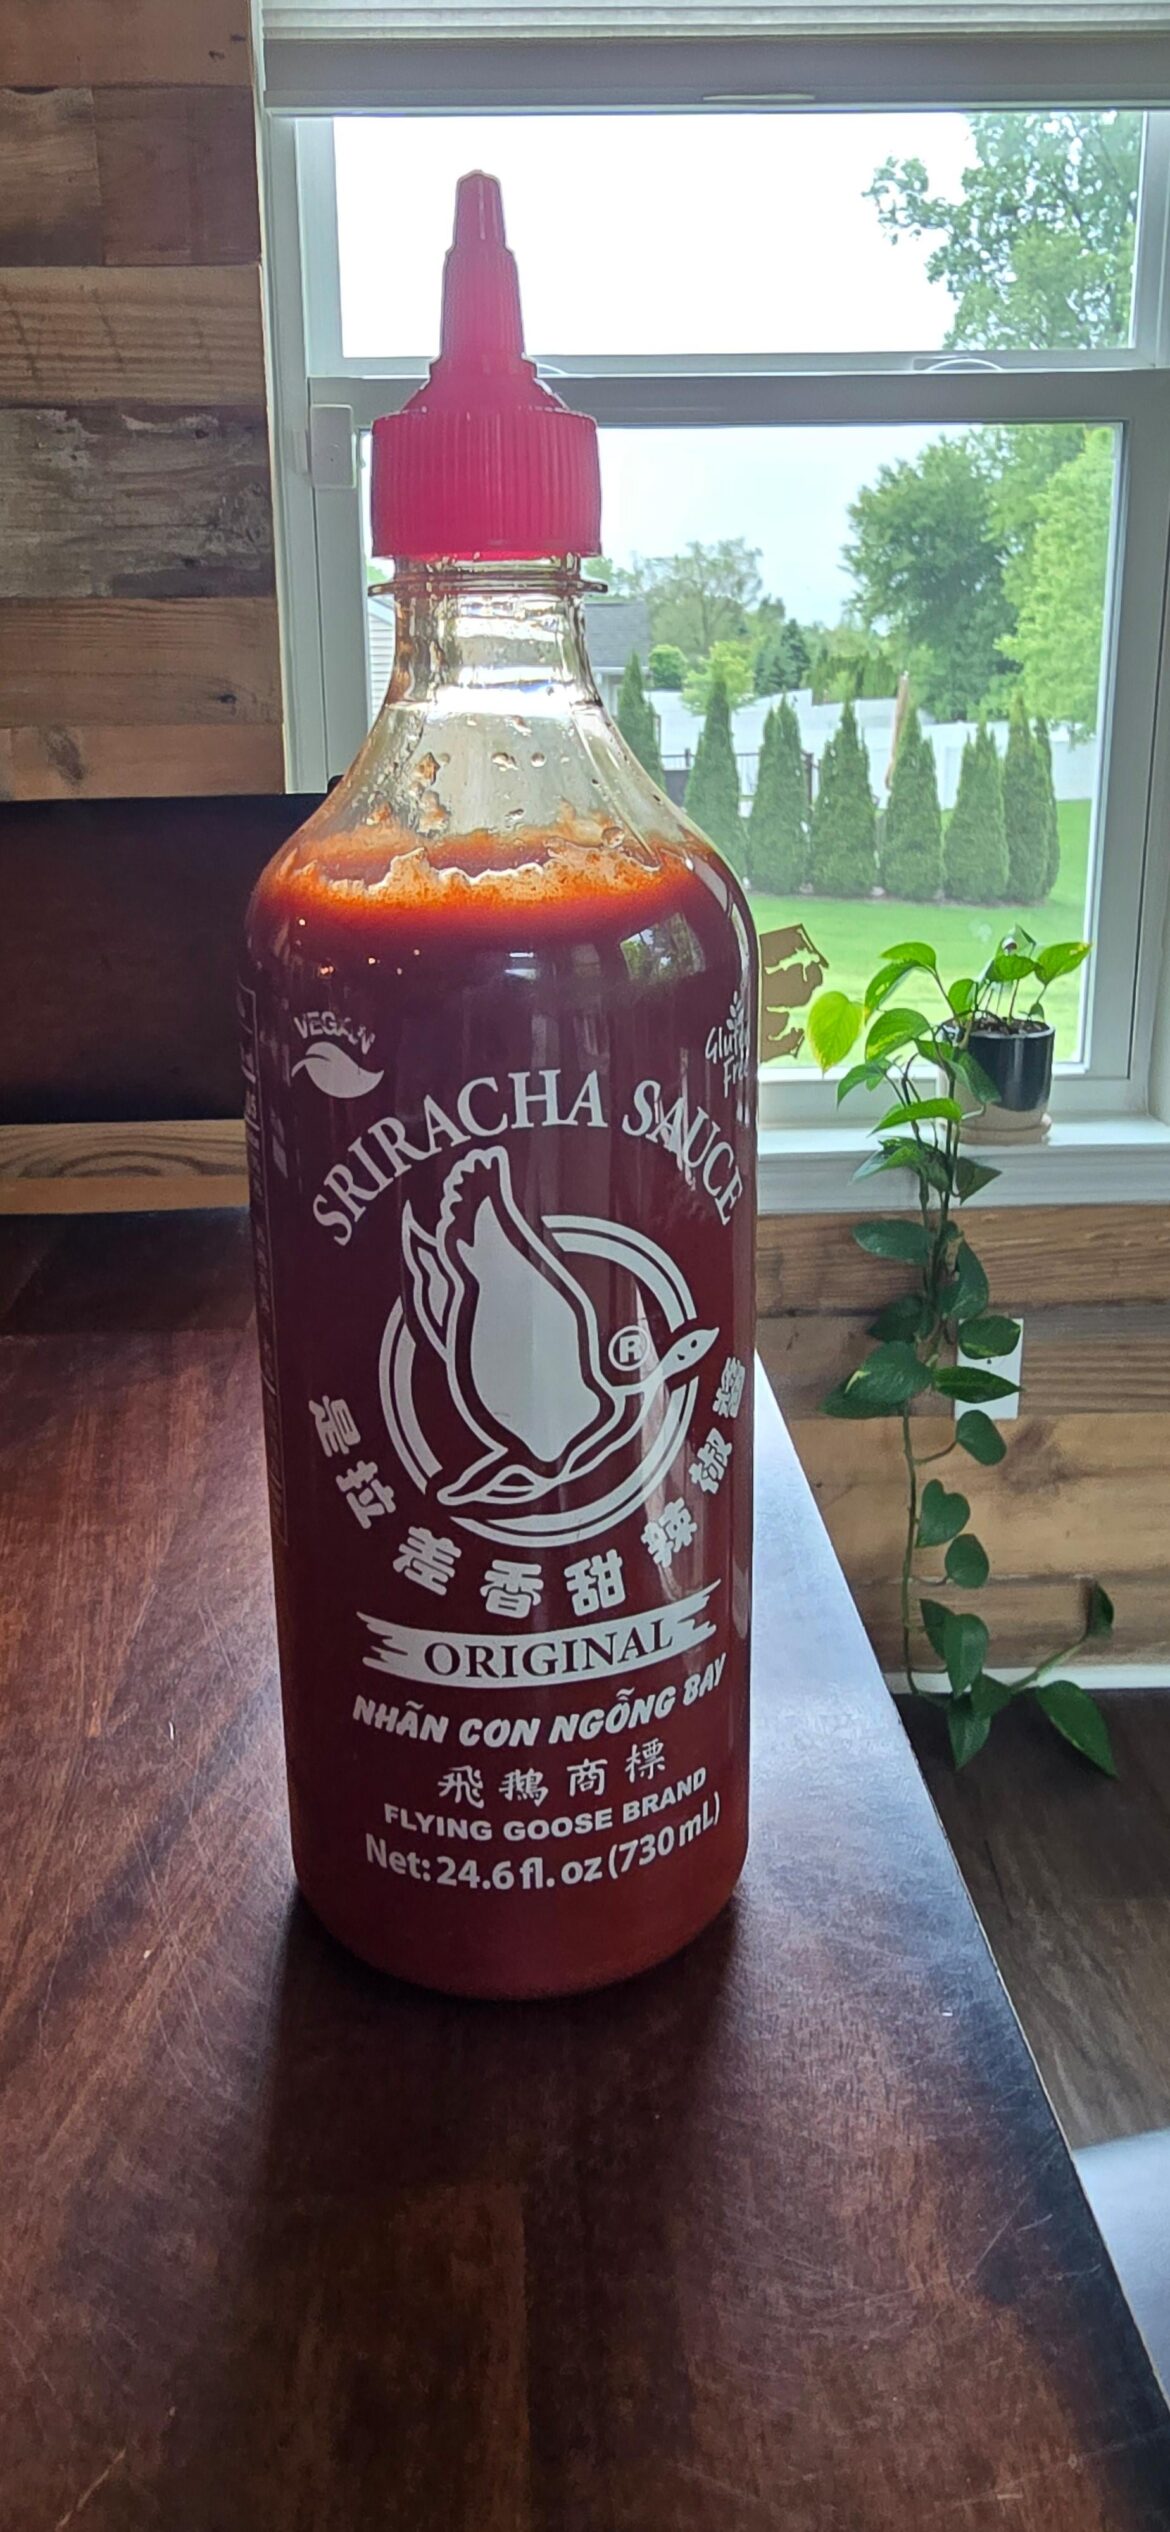 VEGAN
Gluten
Free
SRIRACHA SAUCE
®
是拉差香甜辣椒醬
ORIGINAL
NHÃN CON NGỖNG BAY
飛鵝商標
FLYING GOOSE BRAND
Net: 24.6 fl. oz (730 mL)